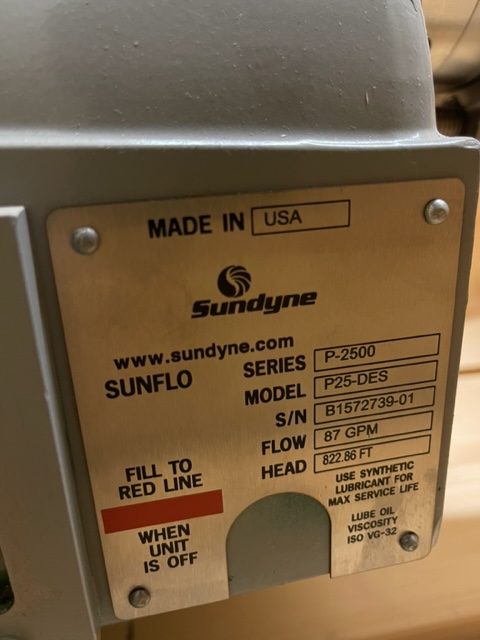 MADE IN USA
Sundyne
www.sundyne.com
SUNFLO
SERIES P-2500
MODEL P25-DES
S/N B1572739-01
FLOW 87 GPM
HEAD 822.86 FT
FILL TO
RED LINE
WHEN
UNIT
IS OFF
USE SYNTHETIC
LUBRICANT FOR
MAX SERVICE LIFE
LUBE OIL
VISCOSITY
ISO VG-32